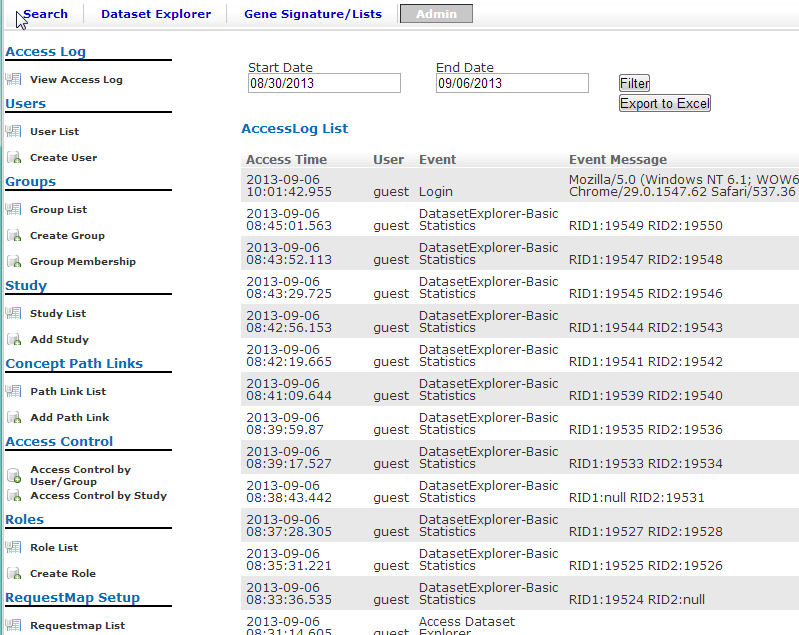 Search Dataset Explorer Gene Signature/Lists Admin
Access Log
View Access Log
Users
User List
Create User
Groups
Group List
Create Group
Group Membership
Study
Study List
Add Study
Concept Path Links
Path Link List
Add Path Link
Access Control
Access Control by
User/Group
Access Control by Study
Roles
Role List
Create Role
RequestMap Setup
Requestmap List
Start Date End Date
08/30/2013 09/06/2013 Filter
Export to Excel
AccessLog List
Access Time User Event Event Message
2013-09-06 Mozilla/5.0 (Windows NT 6.1; WOW6
10:01:42.955 guest Login Chrome/29.0.1547.62 Safari/537.36
2013-09-06 DatasetExplorer-Basic
08:45:01.563 guest Statistics RID1:19549 RID2:19550
2013-09-06 DatasetExplorer-Basic
08:43:52.113 guest Statistics RID1:19547 RID2:19548
2013-09-06 DatasetExplorer-Basic
08:43:29.725 guest Statistics RID1:19545 RID2:19546
2013-09-06 DatasetExplorer-Basic
08:42:56.153 guest Statistics RID1:19544 RID2:19543
2013-09-06 DatasetExplorer-Basic
08:42:19.665 guest Statistics RID1:19541 RID2:19542
2013-09-06 DatasetExplorer-Basic
08:41:09.644 guest Statistics RID1:19539 RID2:19540
2013-09-06 DatasetExplorer-Basic
08:39:59.87 guest Statistics RID1:19535 RID2:19536
2013-09-06 DatasetExplorer-Basic
08:39:17.527 guest Statistics RID1:19533 RID2:19534
2013-09-06 DatasetExplorer-Basic
08:38:43.442 guest Statistics RID1:null RID2:19531
2013-09-06 DatasetExplorer-Basic
08:37:28.305 guest Statistics RID1:19527 RID2:19528
2013-09-06 DatasetExplorer-Basic
08:35:31.221 guest Statistics RID1:19525 RID2:19526
2013-09-06 DatasetExplorer-Basic
08:33:36.535 guest Statistics RID1:19524 RID2:null
2013-09-06 Access Dataset
08:31:14.605 guest Explorer